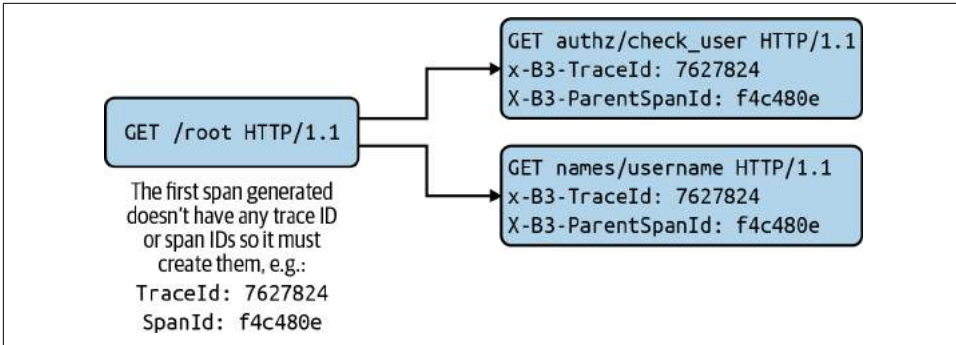 GET /root HTTP/1.1
The first span generated
doesn't have any trace ID
or span IDs so it must
create them, e.g.:
TraceId: 7627824
SpanId: f4c480e
GET authz/check_user HTTP/1.1
x-B3-TraceId: 7627824
X-B3-ParentSpanId: f4c480e
GET names/username HTTP/1.1
x-B3-TraceId: 7627824
X-B3-ParentSpanId: f4c480e